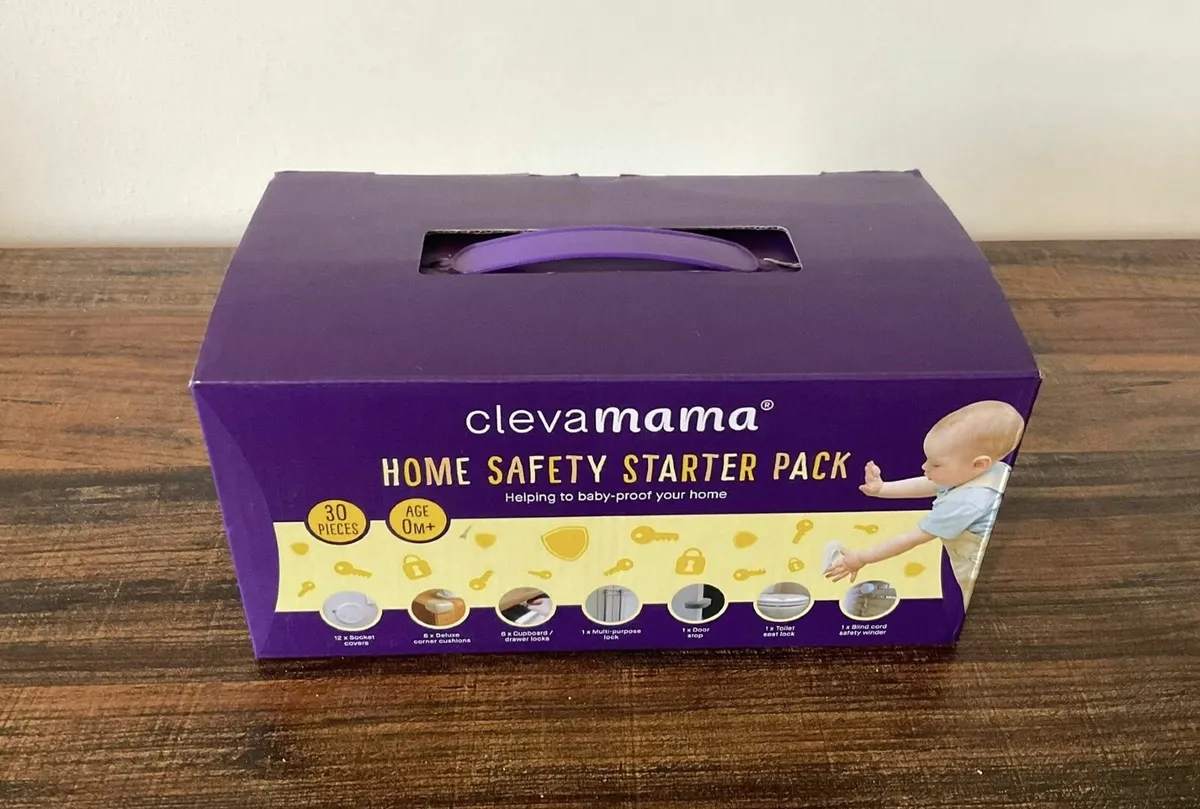 clevamama®
HOME SAFETY STARTER PACK
Helping to baby-proof your home
30
PIECES
AGE
0M+
12 x Socket
covers
8 x Deluxe
corner cushions
6 x Cupboard /
drawer locks
1 x Multi-purpose
lock
1 x Door
stop
1 x Toilet
seat lock
1 x Blind cord
safety winder